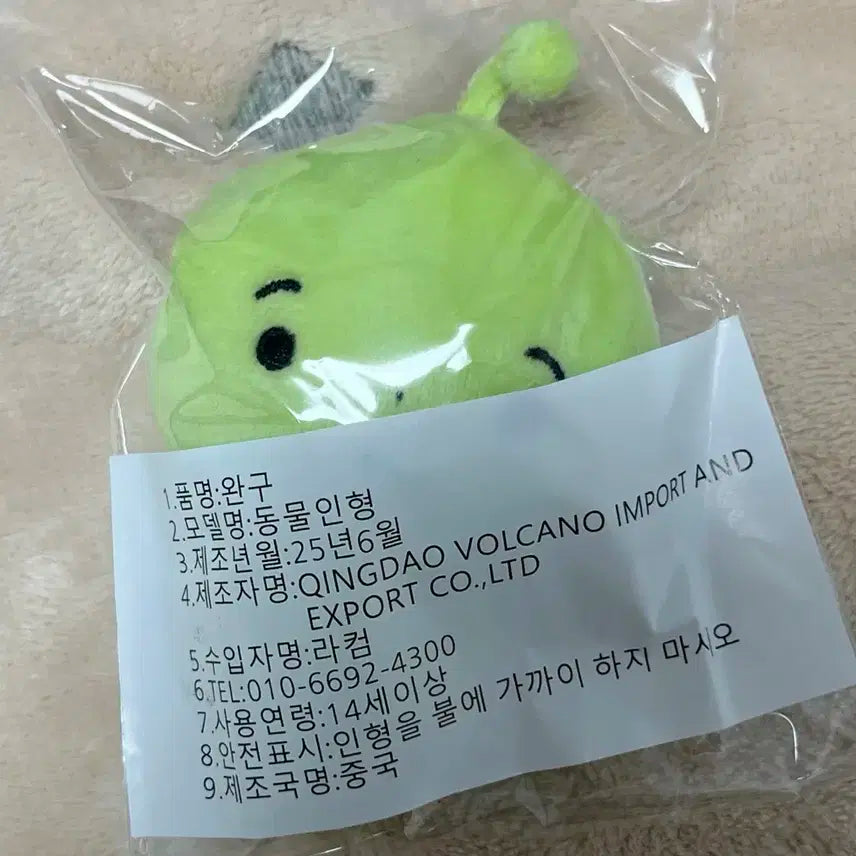 1.품명:완구
2.모델명:동물인형
3.제조년월:25년6월
4.제조자명:QINGDAO VOLCANO IMPORT AND
EXPORT CO.,LTD
5.수입자명:라컴
6.TEL:010-6692-4300
7.사용연령:14세이상
8.안전표시:인형을 불에 가까이 하지 마시오
9.제조국명:중국